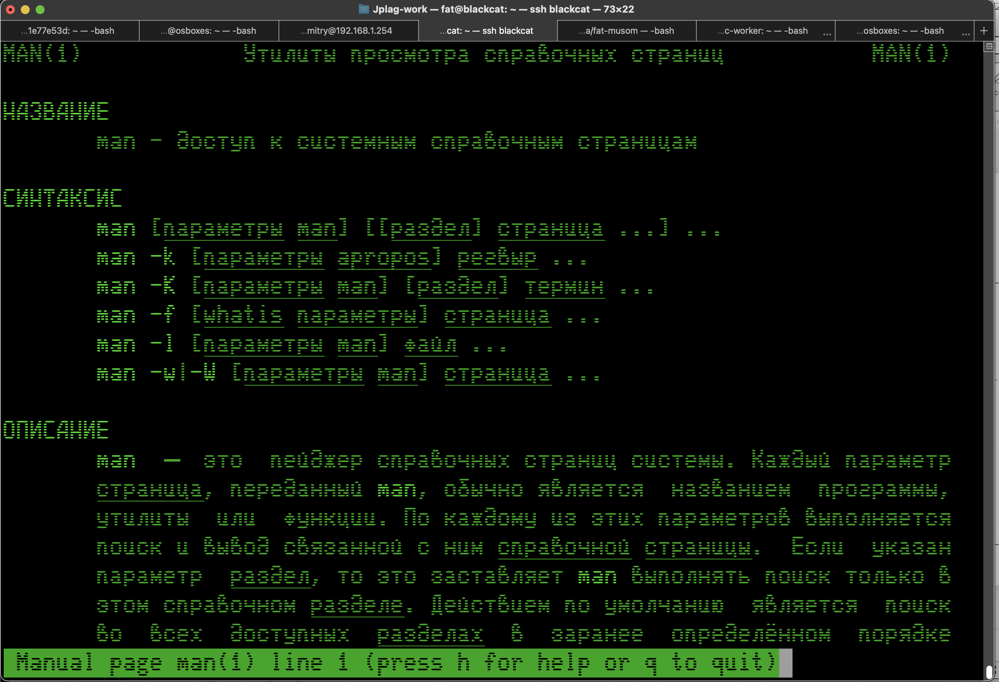 Jplag-work — fat@blackcat: ~ — ssh blackcat — 73×22
...1e77e53d: ~ — -bash ...@osboxes: ~ — -bash ...mitry@192.168.1.254 ...cat: ~ — ssh blackcat ...a/fat-musom — -bash ...c-worker: ~ — -bash ... ...osboxes: ~ — -bash ... +
MAN(1) Утилиты просмотра справочных страниц MAN(1)
НАЗВАНИЕ
man - доступ к системным справочным страницам
СИНТАКСИС
man [параметры man] [[раздел] страница ...] ...
man -k [параметры apropos] регвыр ...
man -K [параметры man] [раздел] термин ...
man -f [whatis параметры] страница ...
man -l [параметры man] файл ...
man -w|-W [параметры man] страница ...
ОПИСАНИЕ
man — это пейджер справочных страниц системы. Каждый параметр
страница, переданный man, обычно является названием программы,
утилиты или функции. По каждому из этих параметров выполняется
поиск и вывод связанной с ним справочной страницы. Если указан
параметр раздел, то это заставляет man выполнять поиск только в
этом справочном разделе. Действием по умолчанию является поиск
во всех доступных разделах в заранее определённом порядке
Manual page man(1) line 1 (press h for help or q to quit)